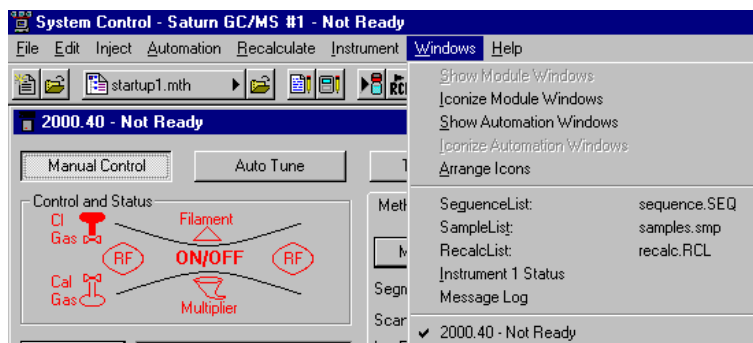 System Control - Saturn GC/MS #1 - Not Ready
File Edit Inject Automation Recalculate Instrument Windows Help
startup1.mth
Show Module Windows
Iconize Module Windows
Show Automation Windows
Iconize Automation Windows
Arrange Icons
SequenceList: sequence.SEQ
SampleList: samples.smp
RecalcList: recalc.RCL
Instrument 1 Status
Message Log
✓ 2000.40 - Not Ready
2000.40 - Not Ready
Manual Control Auto Tune
Control and Status
CI Gas
Filament
RF ON/OFF RF
Cal Gas
Multiplier